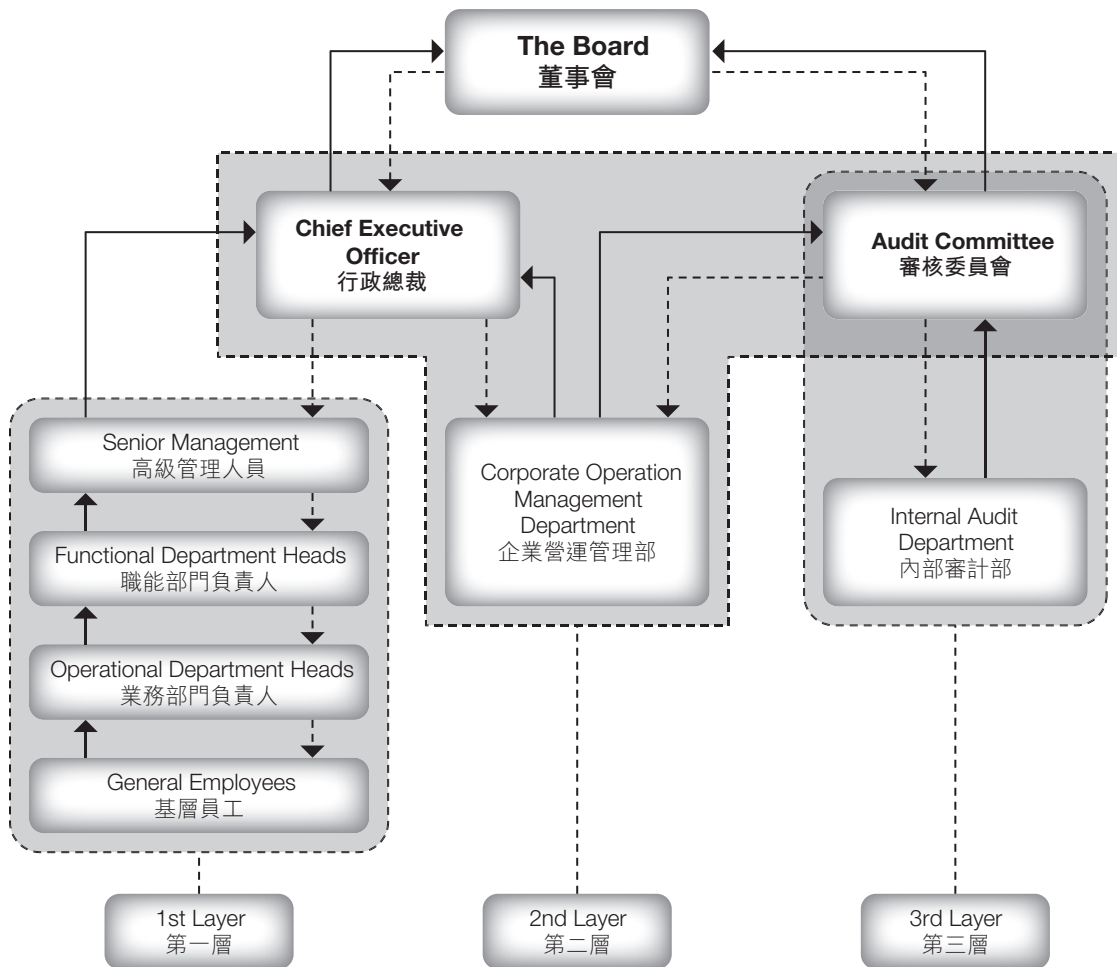 The Board
董事會
Chief Executive
Officer
行政總裁
Audit Committee
審核委員會
Senior Management
高級管理人員
Functional Department Heads
職能部門負責人
Operational Department Heads
業務部門負責人
General Employees
基層員工
Corporate Operation
Management
Department
企業營運管理部
Internal Audit
Department
內部審計部
1st Layer
第一層
2nd Layer
第二層
3rd Layer
第三層